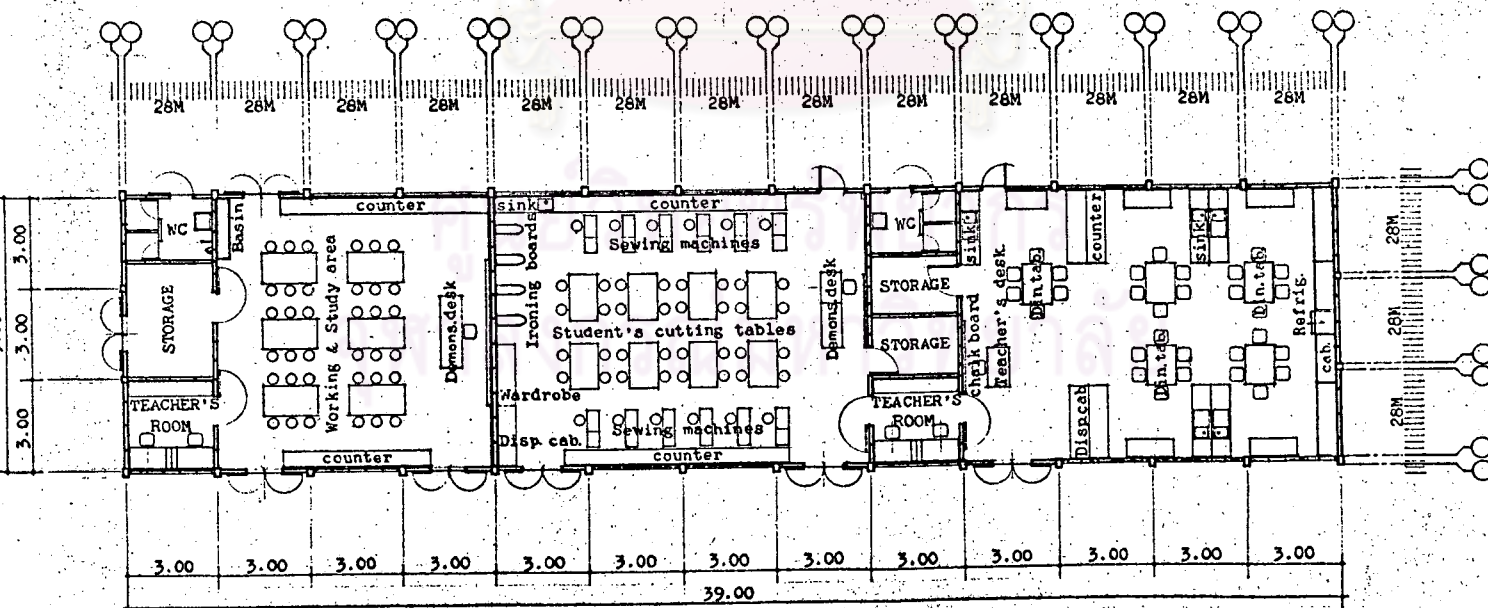 28M 28M 28M 28M 28M 28M 28M 28M 28M 28M 28M 28M 28M
WC
Basin
counter
sink
counter
WC
sink
counter
sink
28M
3.00
STORAGE
Working & Study area
Demons.desk
Ironing boards
Sewing machines
Student's cutting tables
Demons.desk
STORAGE
STORAGE
chalk board
Teacher's desk
Din.tab.
Din.tab.
Din.tab.
Refrig.
cab.
28M
3.00
TEACHER'S
ROOM
counter
Wardrobe
Disp. cab.
Sewing machines
counter
TEACHER'S
ROOM
Disp.cab
28M
3.00
3.00 3.00 3.00 3.00 3.00 3.00 3.00 3.00 3.00 3.00 3.00 3.00 3.00
39.00